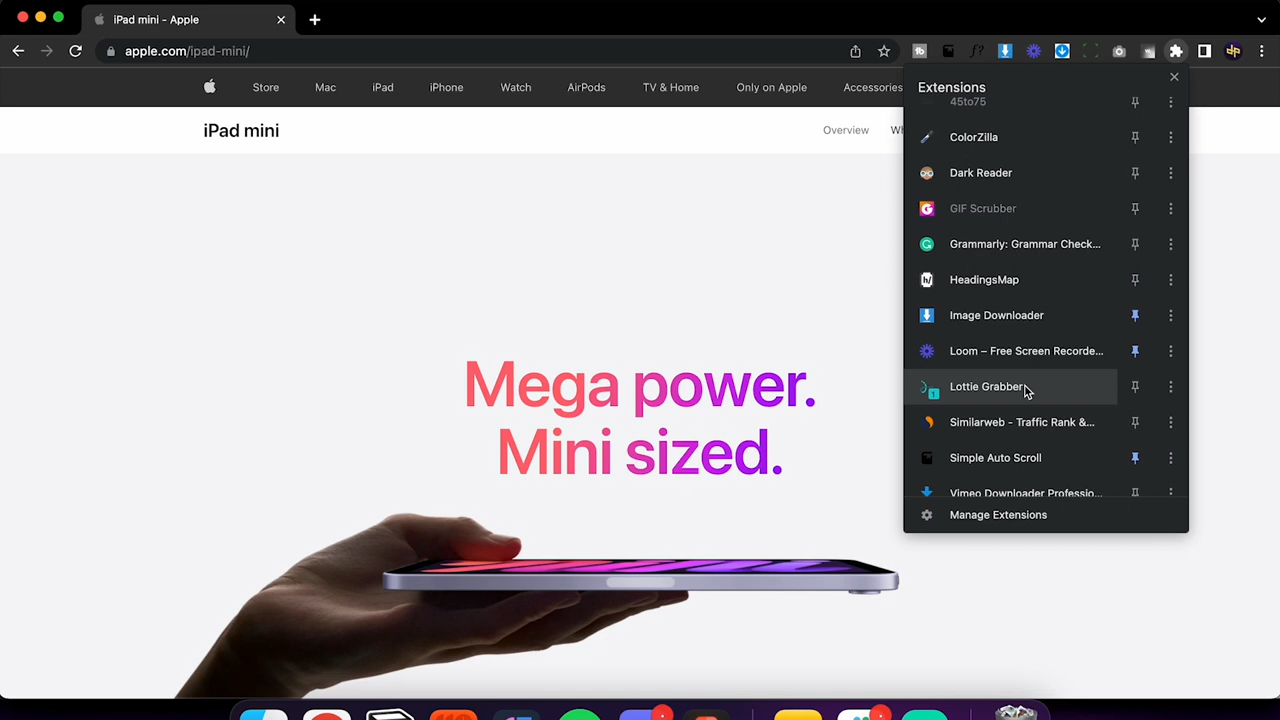 iPad mini - Apple
apple.com/ipad-mini/
Store
Mac
iPad
iPhone
Watch
AirPods
TV & Home
Only on Apple
Accessories
iPad mini
Overview
Extensions
45to75
ColorZilla
Dark Reader
GIF Scrubber
Grammarly: Grammar Check...
HeadingsMap
Image Downloader
Loom – Free Screen Recorde...
Lottie Grabber
1
Similarweb - Traffic Rank &...
Simple Auto Scroll
Vimeo Downloader Professio...
Manage Extensions
Mega power.
Mini sized.